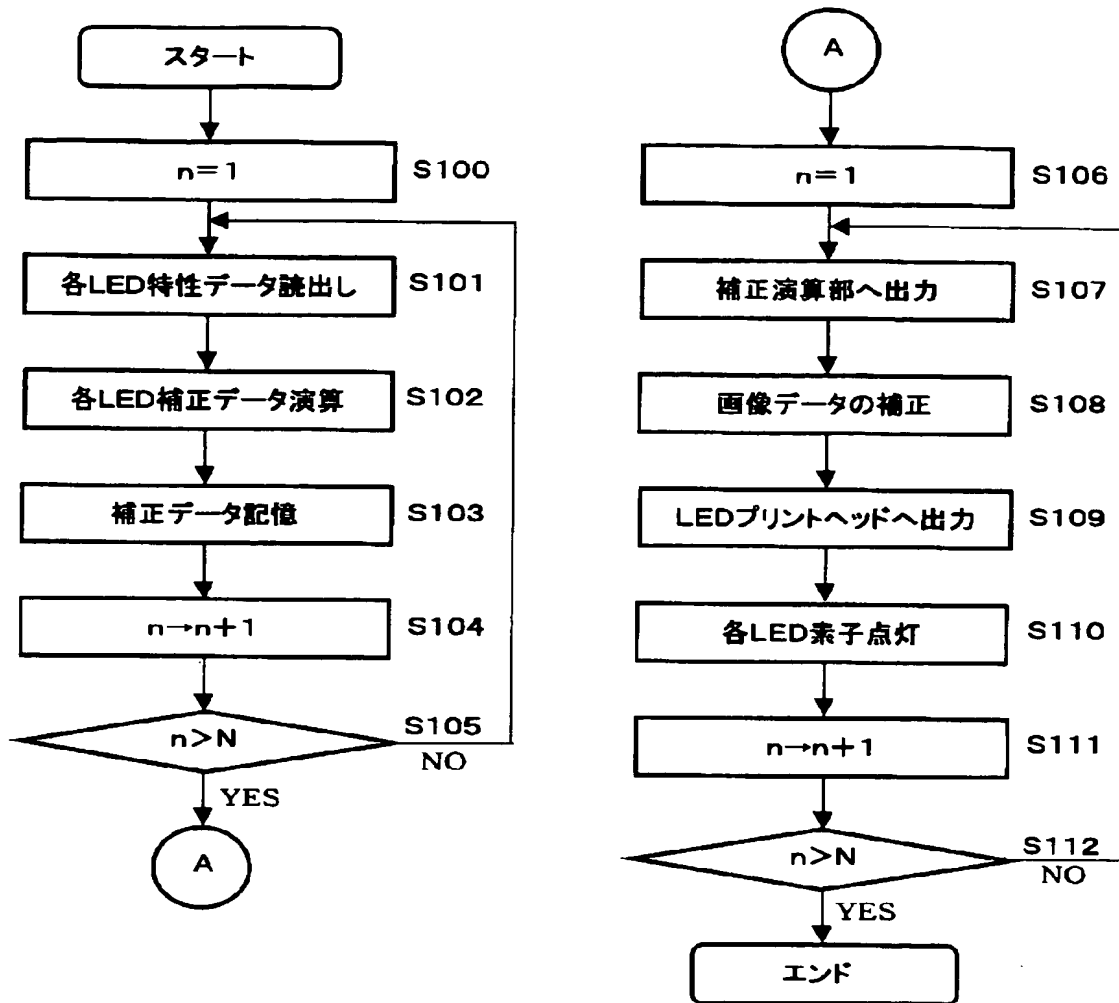 スタート
n=1 S100
各LED特性データ読出し S101
各LED補正データ演算 S102
補正データ記憶 S103
n→n+1 S104
n>N S105
NO
YES
A
A
n=1 S106
補正演算部へ出力 S107
画像データの補正 S108
LEDプリントヘッドへ出力 S109
各LED素子点灯 S110
n→n+1 S111
n>N S112
NO
YES
エンド